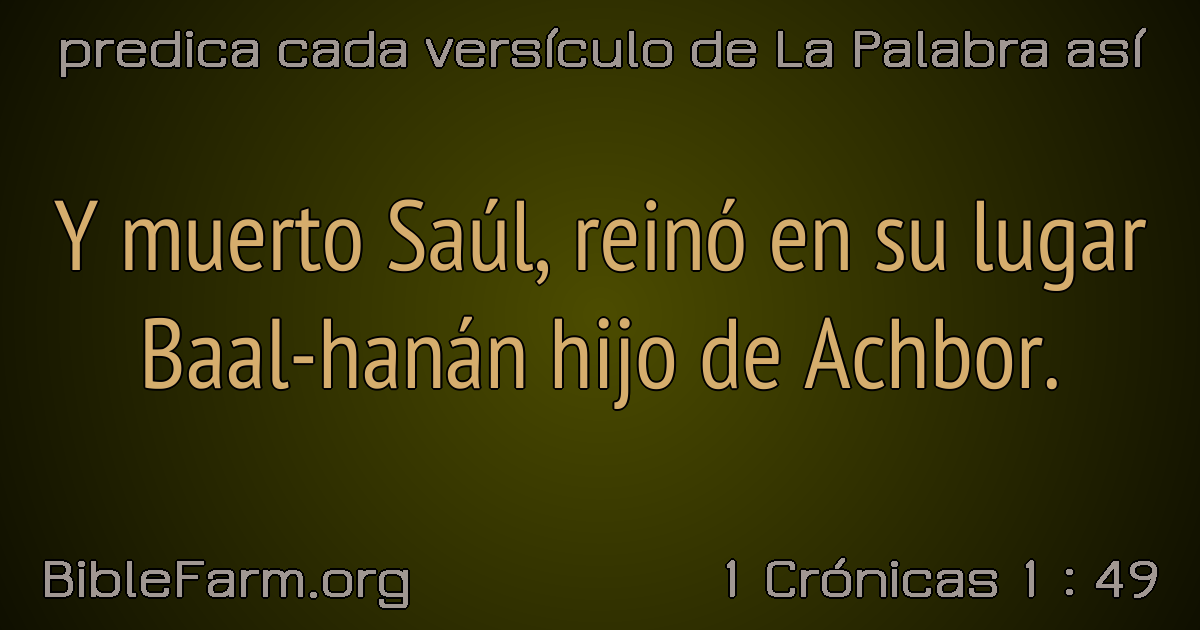 predica cada versículo de La Palabra así
Y muerto Saúl, reinó en su lugar
Baal-hanán hijo de Achbor.
BibleFarm.org
1 Crónicas 1 : 49